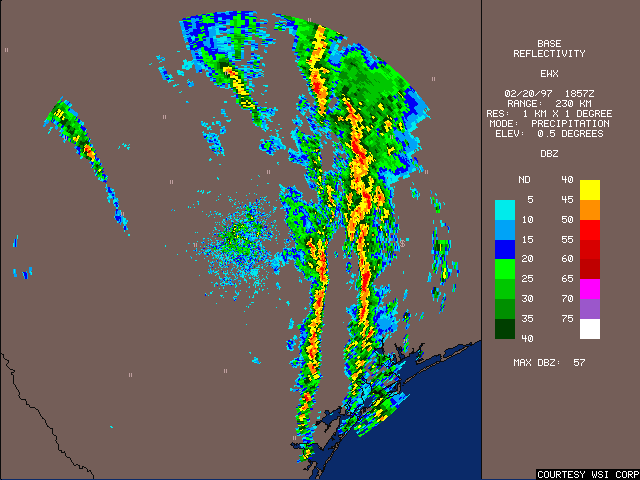 BASE
REFLECTIVITY
EWX
02/20/97 1857Z
RANGE: 230 KM
RES: 1 KM X 1 DEGREE
MODE: PRECIPITATION
ELEV: 0.5 DEGREES
DBZ
ND 40
5 45
10 50
15 55
20 60
25 65
30 70
35 75
40
MAX DBZ: 57
COURTESY WSI CORP